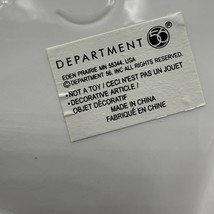 DEPARTMENT 56
EDEN PRAIRIE MN 55344, USA
© DEPARTMENT 56, INC ALL RIGHTS RESERVED.
• NOT A TOY / CECI N'EST PAS UN JOUET
• DECORATIVE ARTICLE /
OBJET DÉCORATIF
MADE IN CHINA
FABRIQUÉ EN CHINE